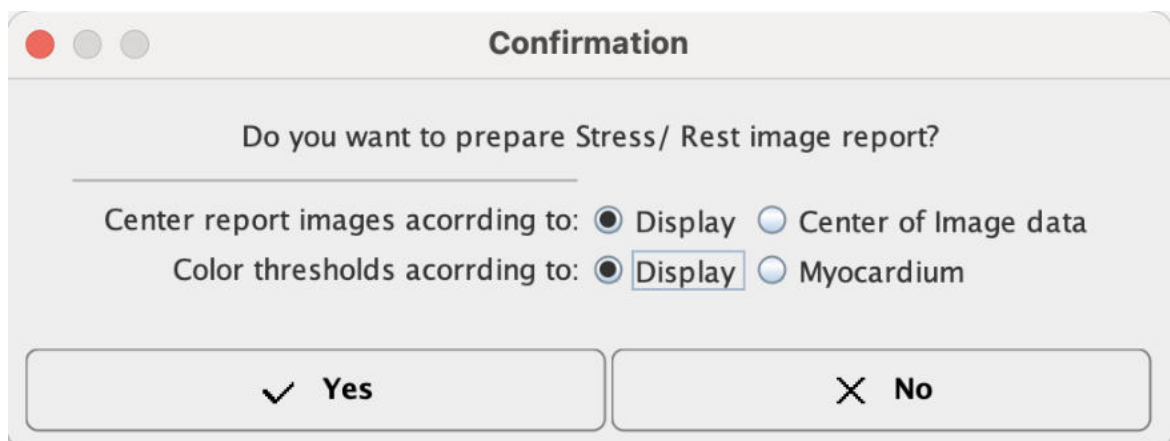 Confirmation
Do you want to prepare Stress/ Rest image report?
Center report images acorrding to: Display Center of Image data
Color thresholds acorrding to: Display Myocardium
Yes No